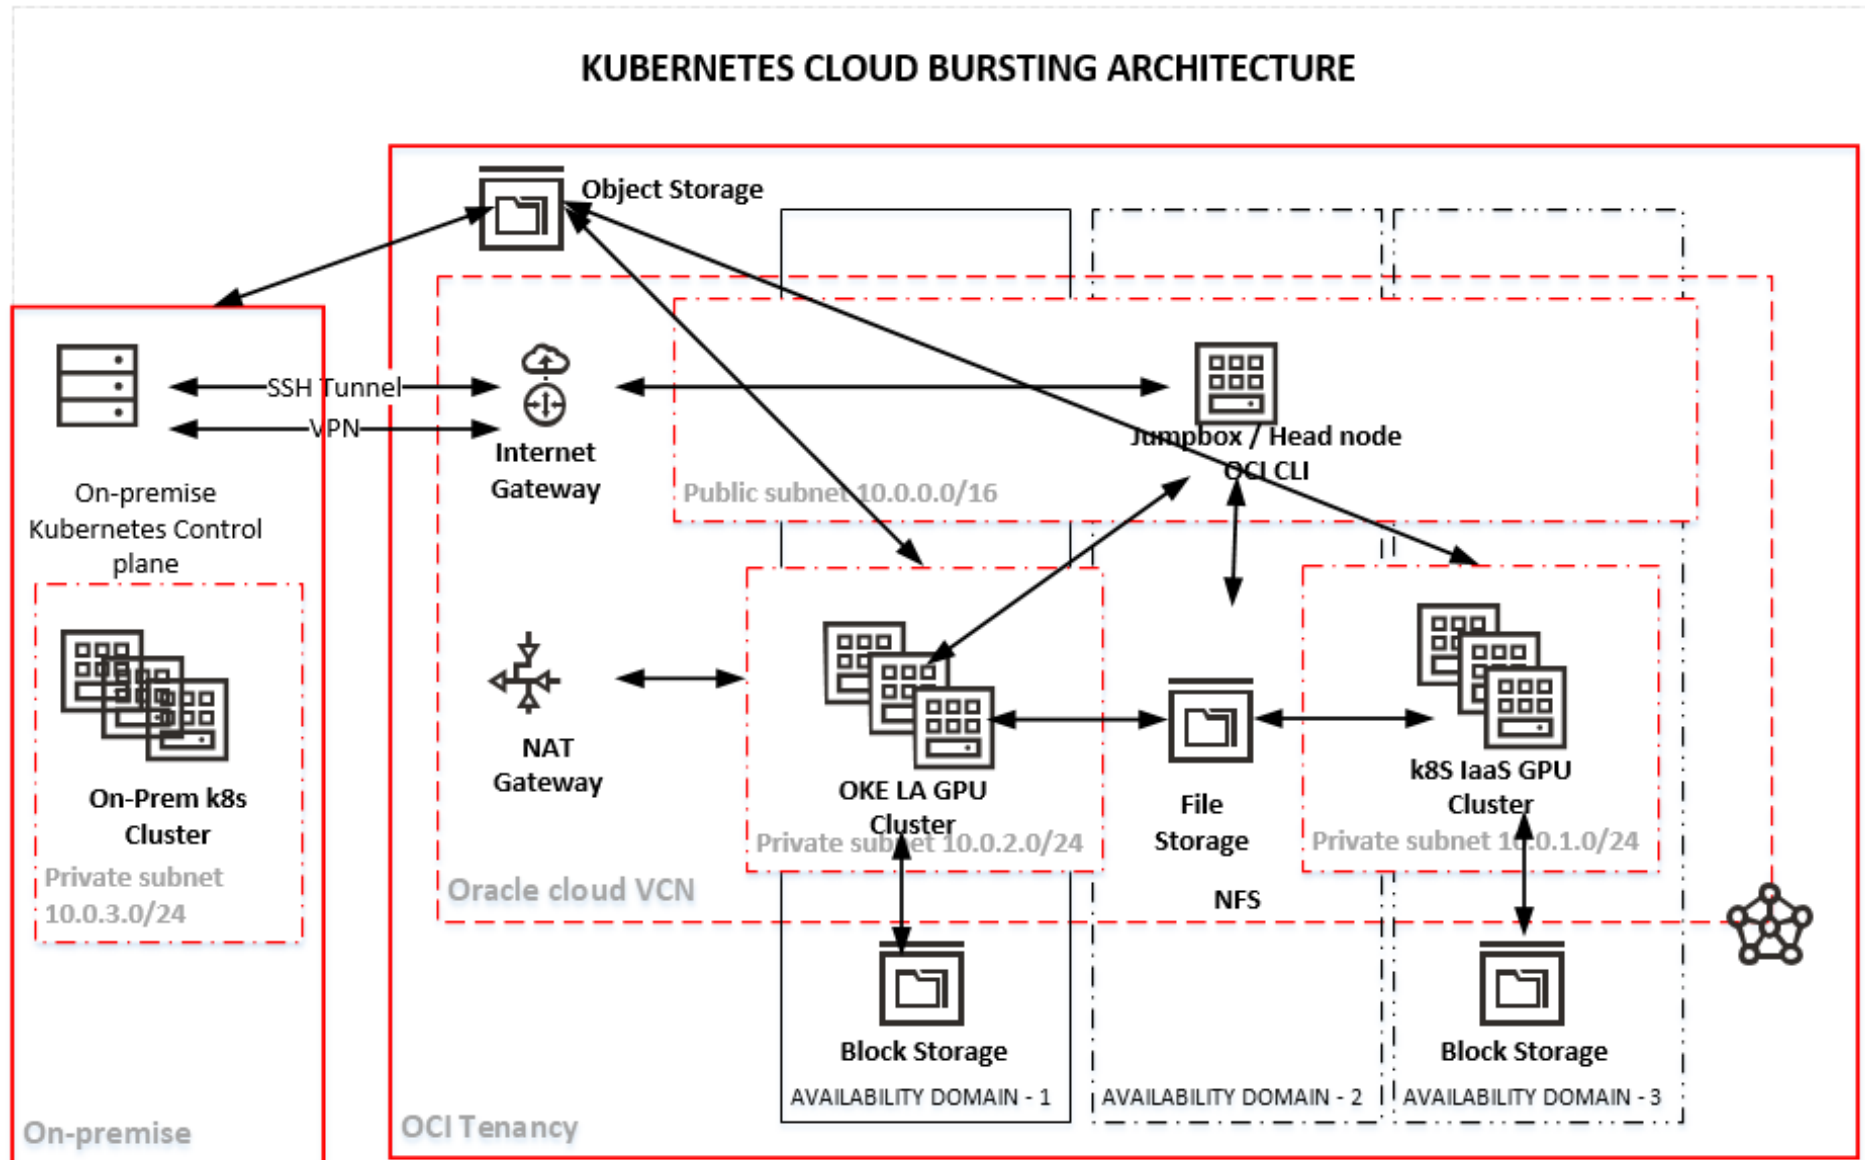 KUBERNETES CLOUD BURSTING ARCHITECTURE
Object Storage
SSH Tunnel
VPN
On-premise
Kubernetes Control
plane
On-Prem k8s
Cluster
Private subnet
10.0.3.0/24
On-premise
Internet
Gateway
Jumpbox / Head node
OCI CLI
Public subnet 10.0.0.0/16
NAT
Gateway
OKE LA GPU
Cluster
Private subnet 10.0.2.0/24
File
Storage
NFS
k8S IaaS GPU
Cluster
Private subnet 10.0.1.0/24
Oracle cloud VCN
Block Storage
Block Storage
AVAILABILITY DOMAIN - 1
AVAILABILITY DOMAIN - 2
AVAILABILITY DOMAIN - 3
OCI Tenancy